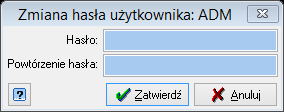 Zmiana hasła użytkownika: ADM
Hasło:
Powtórzenie hasła:
? Zatwierdź Anuluj